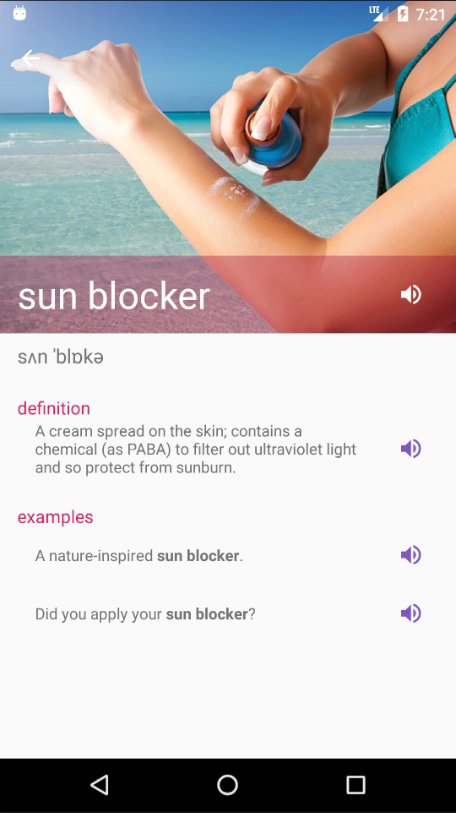 LTE 7:21
sun blocker
sʌn ˈblɒkə
definition
A cream spread on the skin; contains a
chemical (as PABA) to filter out ultraviolet light
and so protect from sunburn.
examples
A nature-inspired sun blocker.
Did you apply your sun blocker?